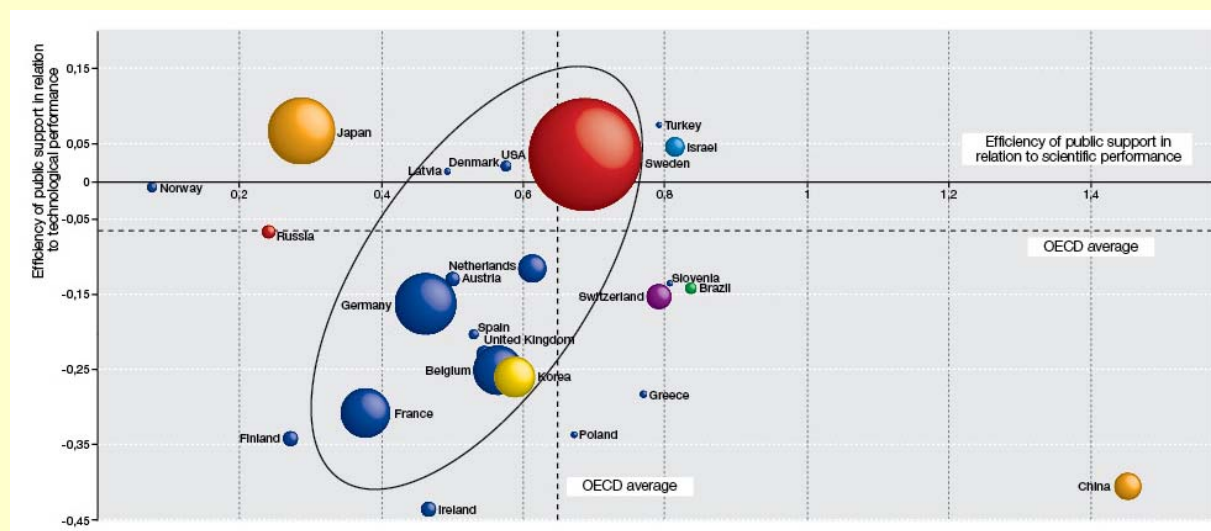 Efficiency of public support in relation
to technological performance
0,15
0,05
0
-0,05
-0,15
-0,25
-0,35
-0,45
0,2
0,4
0,6
0,8
1
1,2
1,4
Japan
Turkey
Israel
Efficiency of public support in
relation to scientific performance
USA
Denmark
Latvia
Sweden
Norway
Russia
OECD average
Netherlands
Austria
Slovenia
Brazil
Switzerland
Germany
Spain
United Kingdom
Belgium
Korea
Greece
France
Finland
Poland
OECD average
China
Ireland